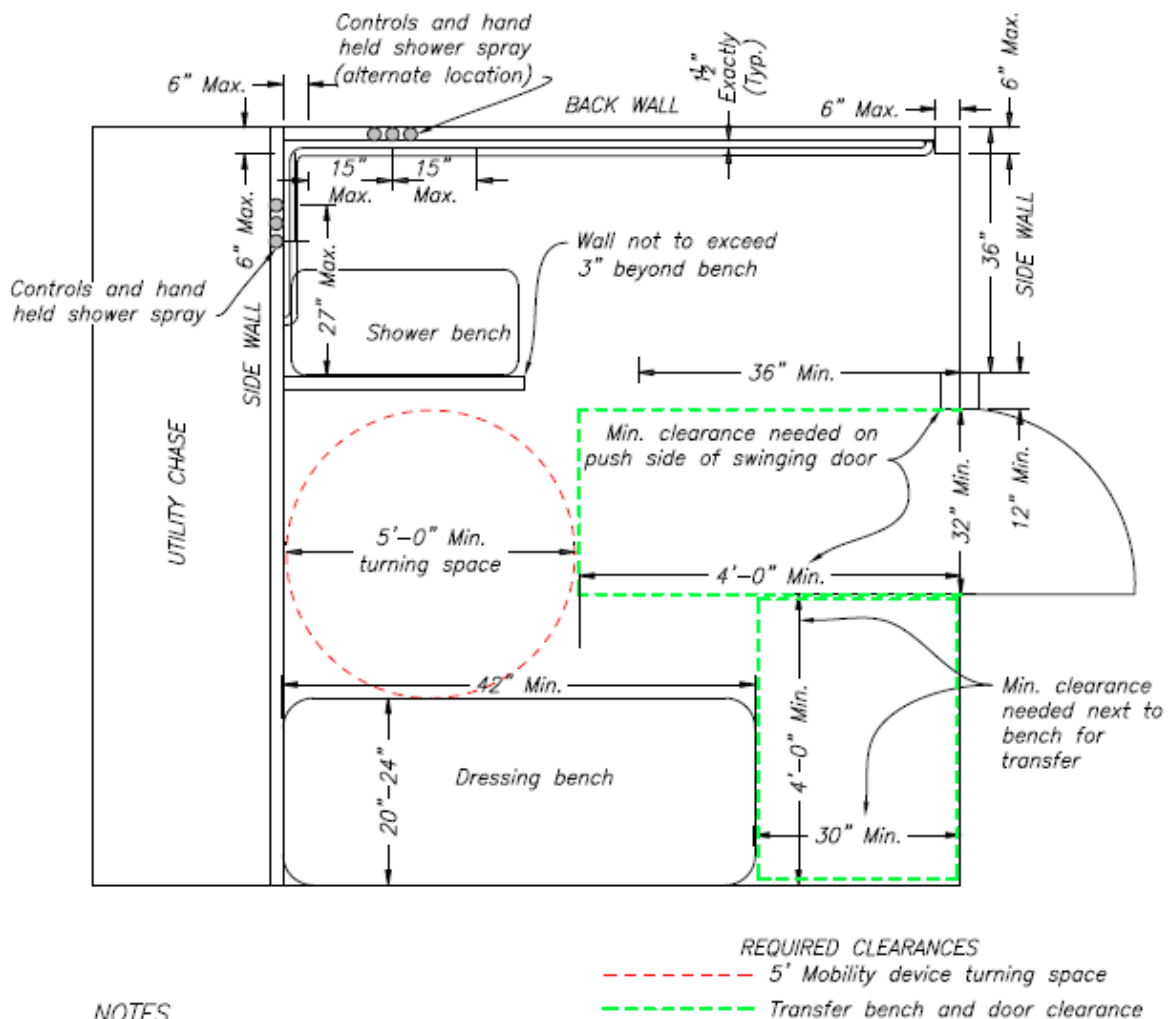 Controls and hand
held shower spray
(alternate location)
6" Max.
BACK WALL
1½"
Exactly
(Typ.)
6" Max.
6" Max.
15"
Max.
15"
Max.
6" Max.
27" Max.
Controls and hand
held shower spray
SIDE WALL
Wall not to exceed
3" beyond bench
36"
SIDE WALL
Shower bench
36" Min.
UTILITY CHASE
Min. clearance needed on
push side of swinging door
32" Min.
12" Min.
5'-0" Min.
turning space
4'-0" Min.
42" Min.
Min. clearance
needed next to
bench for
transfer
4'-0" Min.
20"-24"
Dressing bench
30" Min.
REQUIRED CLEARANCES
5' Mobility device turning space
Transfer bench and door clearance
NOTES